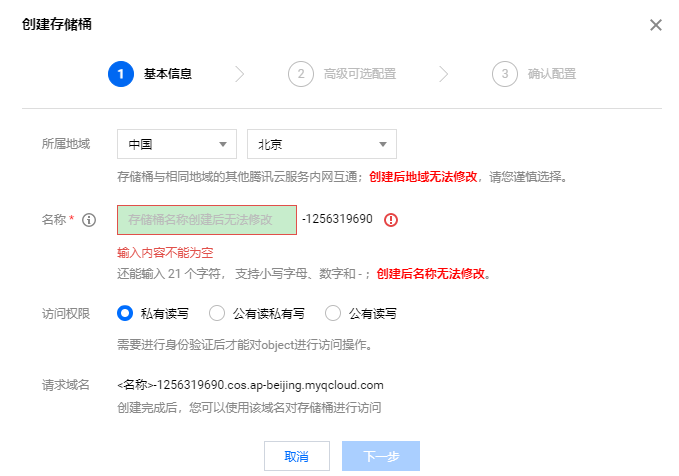 创建存储桶
1 基本信息 2 高级可选配置 3 确认配置
所属地域 中国 北京
存储桶与相同地域的其他腾讯云服务内网互通；创建后地域无法修改，请您谨慎选择。
名称 * 存储桶名称创建后无法修改 -1256319690
输入内容不能为空
还能输入 21 个字符， 支持小写字母、数字和 - ；创建后名称无法修改。
访问权限 私有读写 公有读私有写 公有读写
需要进行身份验证后才能对object进行访问操作。
请求域名 <名称>-1256319690.cos.ap-beijing.myqcloud.com
创建完成后，您可以使用该域名对存储桶进行访问
取消 下一步